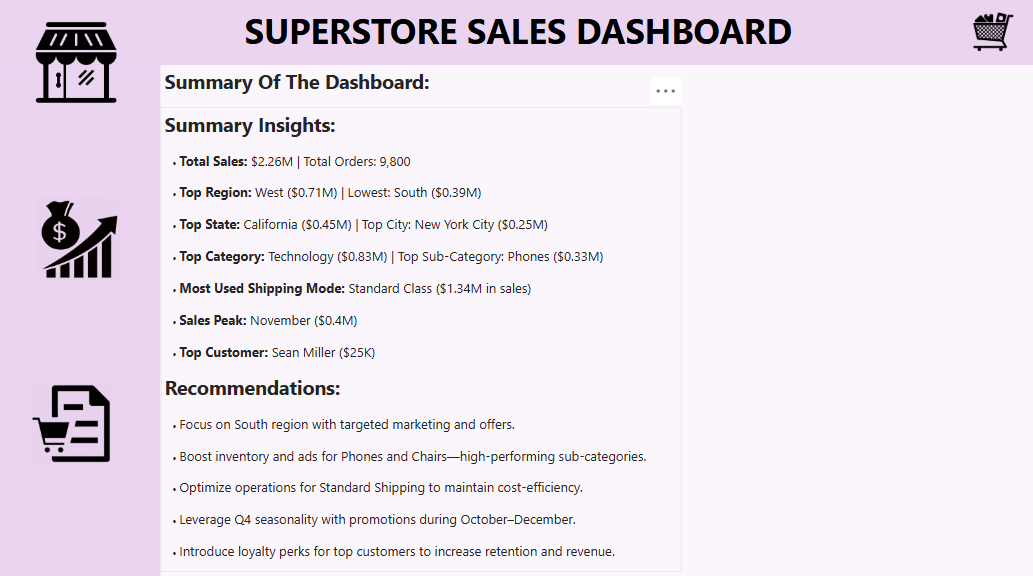 SUPERSTORE SALES DASHBOARD
Summary Of The Dashboard:
Summary Insights:
• Total Sales: $2.26M | Total Orders: 9,800
• Top Region: West ($0.71M) | Lowest: South ($0.39M)
• Top State: California ($0.45M) | Top City: New York City ($0.25M)
• Top Category: Technology ($0.83M) | Top Sub-Category: Phones ($0.33M)
• Most Used Shipping Mode: Standard Class ($1.34M in sales)
• Sales Peak: November ($0.4M)
• Top Customer: Sean Miller ($25K)
Recommendations:
• Focus on South region with targeted marketing and offers.
• Boost inventory and ads for Phones and Chairs—high-performing sub-categories.
• Optimize operations for Standard Shipping to maintain cost-efficiency.
• Leverage Q4 seasonality with promotions during October–December.
• Introduce loyalty perks for top customers to increase retention and revenue.